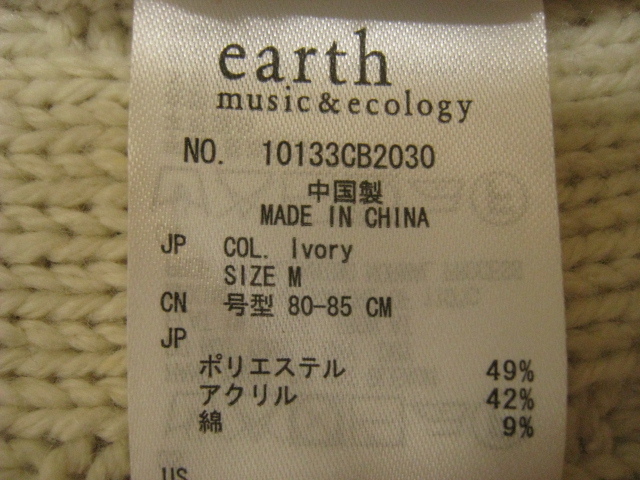 earth
music&ecology
NO. 10133CB2030
中国製
MADE IN CHINA
JP COL. Ivory
SIZE M
CN 号型 80-85 CM
JP
ポリエステル 49%
アクリル 42%
綿 9%
US